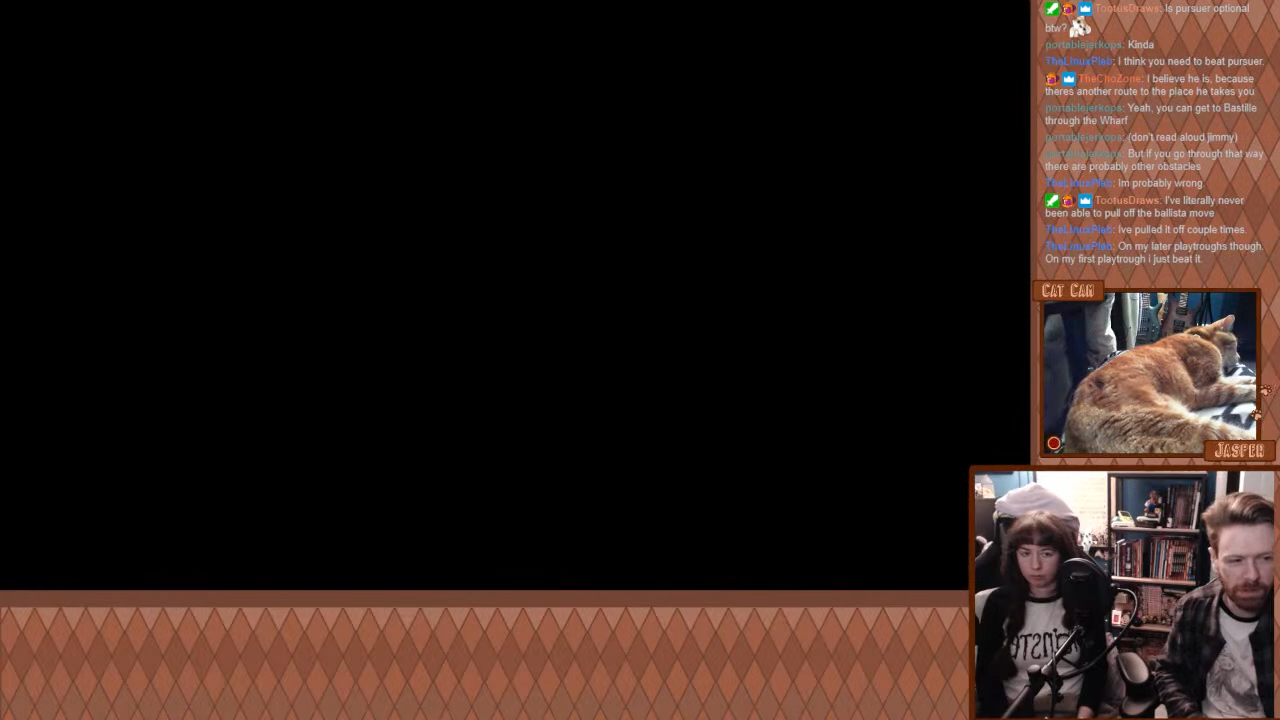 TootusDraws: Is pursuer optional
btw?
portablejerkops: Kinda
TheLinuxPleb: I think you need to beat pursuer.
TheChoZone: I believe he is, because
theres another route to the place he takes you
portablejerkops: Yeah, you can get to Bastille
through the Wharf
portablejerkops: (don't read aloud jimmy)
portablejerkops: But if you go through that way
there are probably other obstacles
TheLinuxPleb: Im probably wrong
TootusDraws: I've literally never
been able to pull off the ballista move
TheLinuxPleb: Ive pulled it off couple times.
TheLinuxPleb: On my later playtroughs though.
On my first playtrough i just beat it.
CAT CAM
JASPER